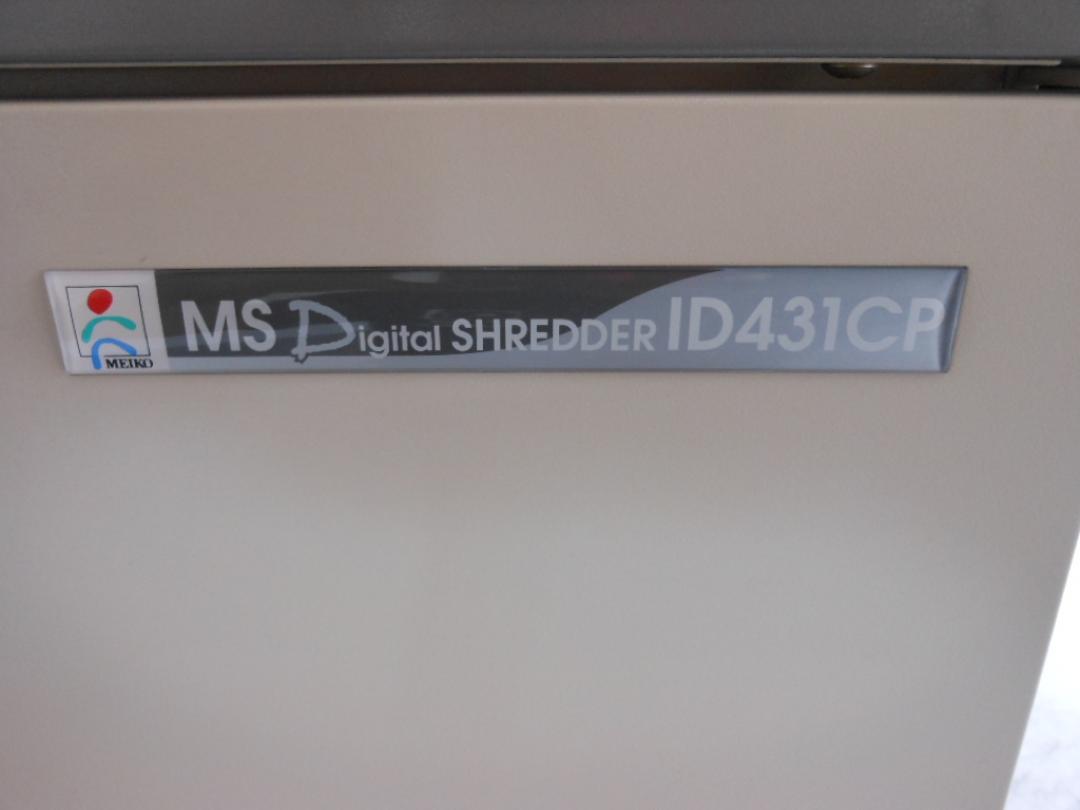 MEIKO
MS Digital SHREDDER ID431CP